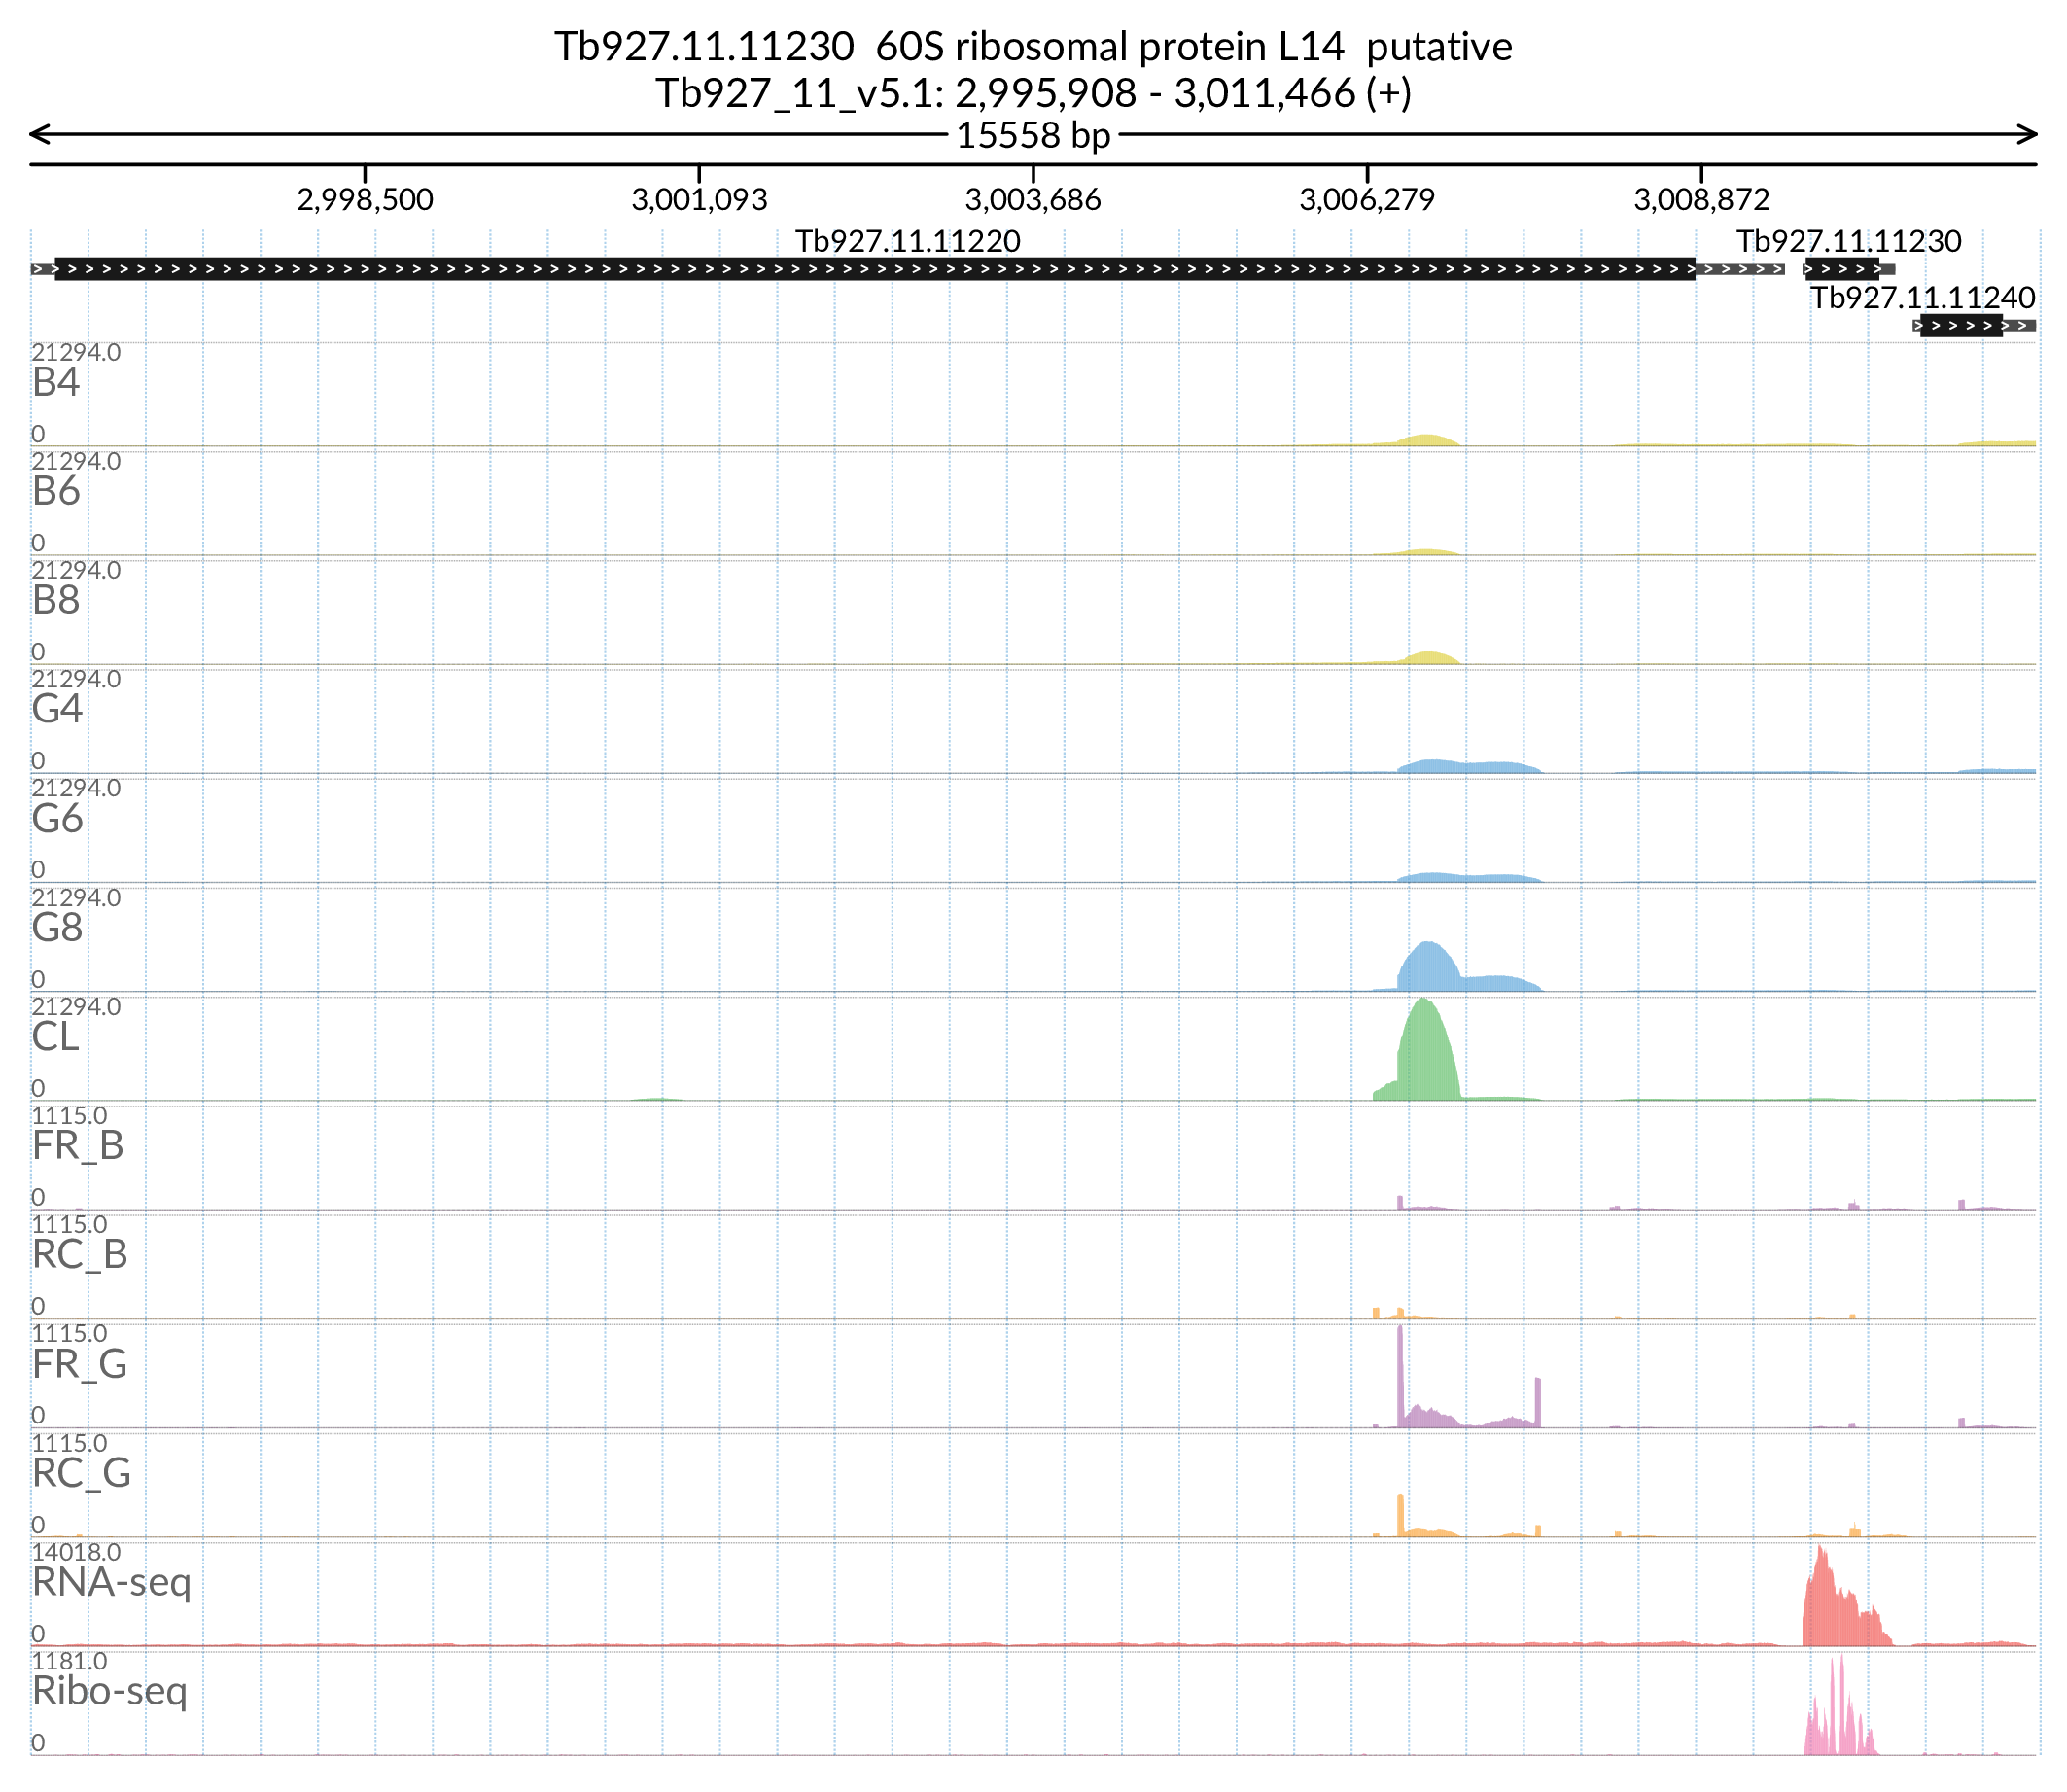 Tb927.11.11230  60S ribosomal protein L14  putative
Tb927_11_v5.1: 2,995,908 - 3,011,466 (+)
15558 bp
2,998,500 3,001,093 3,003,686 3,006,279 3,008,872
Tb927.11.11220 Tb927.11.11230
Tb927.11.11240
21294.0
B4
0
21294.0
B6
0
21294.0
B8
0
21294.0
G4
0
21294.0
G6
0
21294.0
G8
0
21294.0
CL
0
1115.0
FR_B
0
1115.0
RC_B
0
1115.0
FR_G
0
1115.0
RC_G
0
14018.0
RNA-seq
0
1181.0
Ribo-seq
0